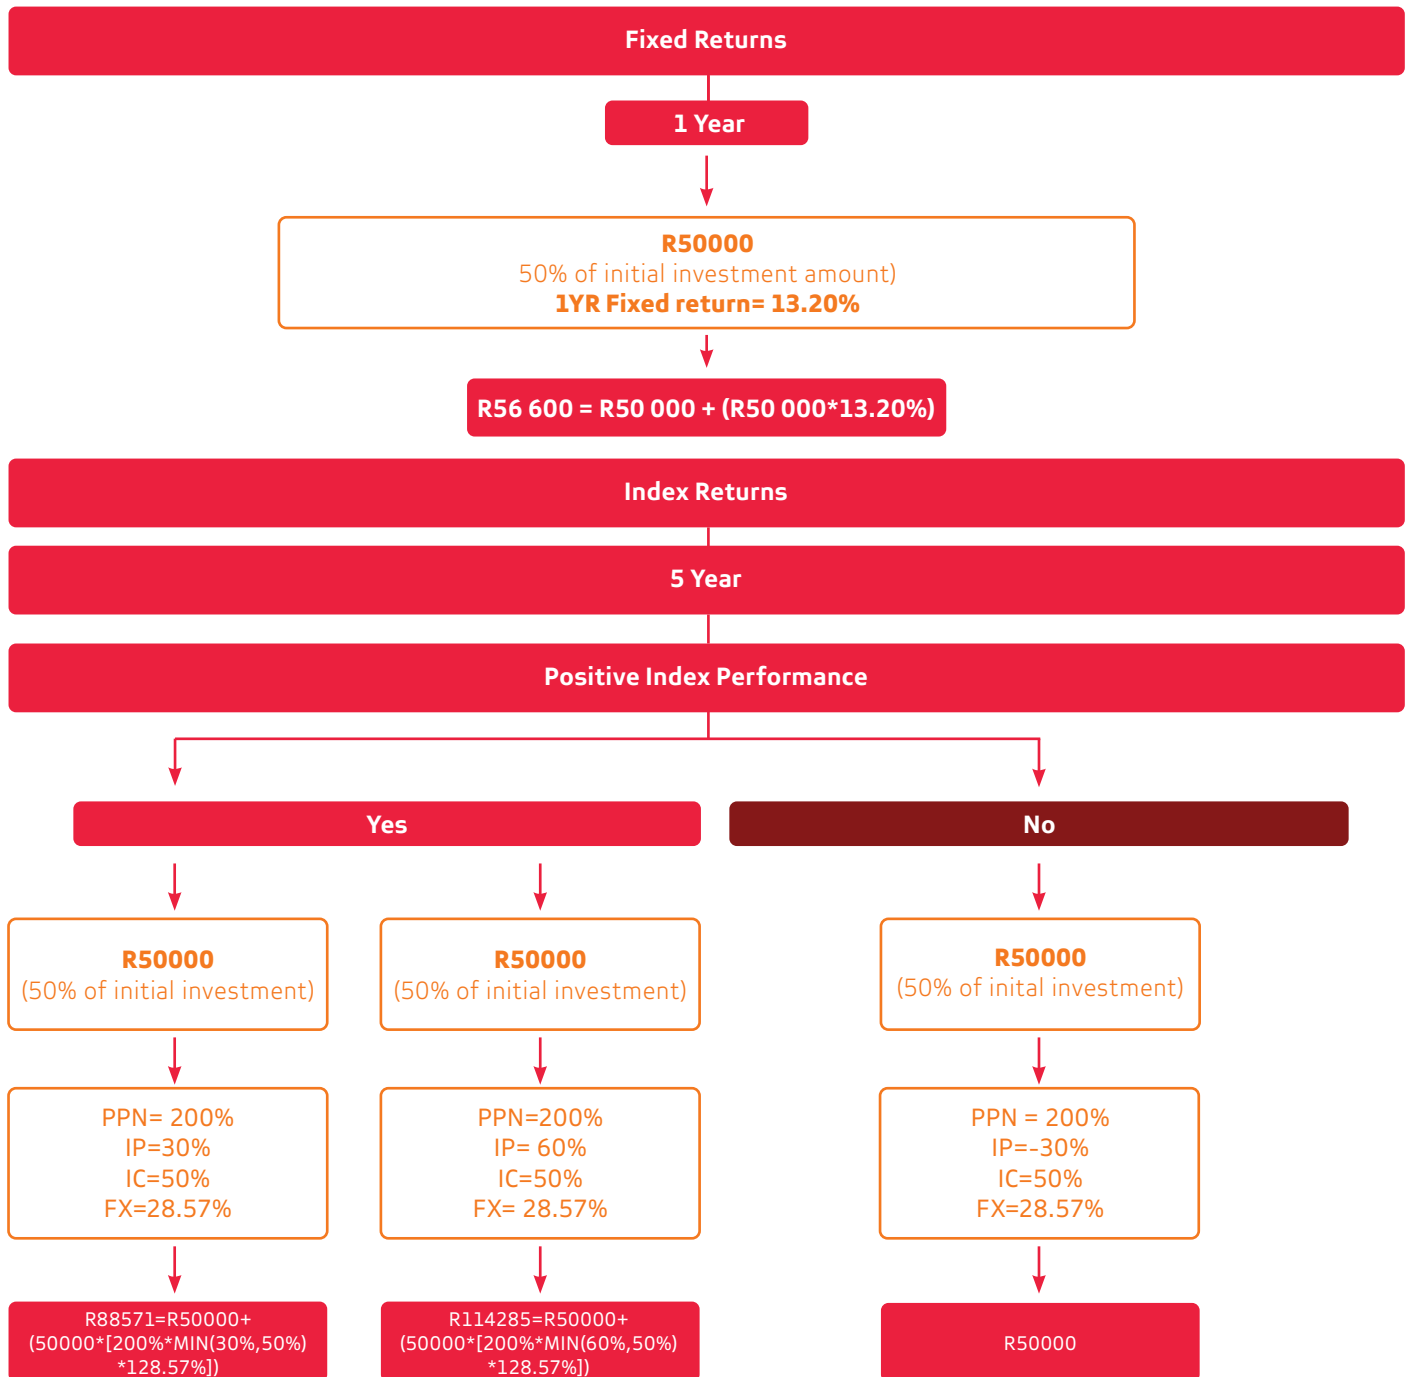 Fixed Returns
1 Year
R50000
50% of initial investment amount)
1YR Fixed return= 13.20%
R56 600 = R50 000 + (R50 000*13.20%)
Index Returns
5 Year
Positive Index Performance
Yes
No
R50000
(50% of initial investment)
R50000
(50% of initial investment)
R50000
(50% of inital investment)
PPN= 200%
IP=30%
IC=50%
FX=28.57%
PPN=200%
IP= 60%
IC=50%
FX= 28.57%
PPN = 200%
IP=-30%
IC=50%
FX=28.57%
R88571=R50000+
(50000*[200%*MIN(30%,50%)
*128.57%])
R114285=R50000+
(50000*[200%*MIN(60%,50%)
*128.57%])
R50000